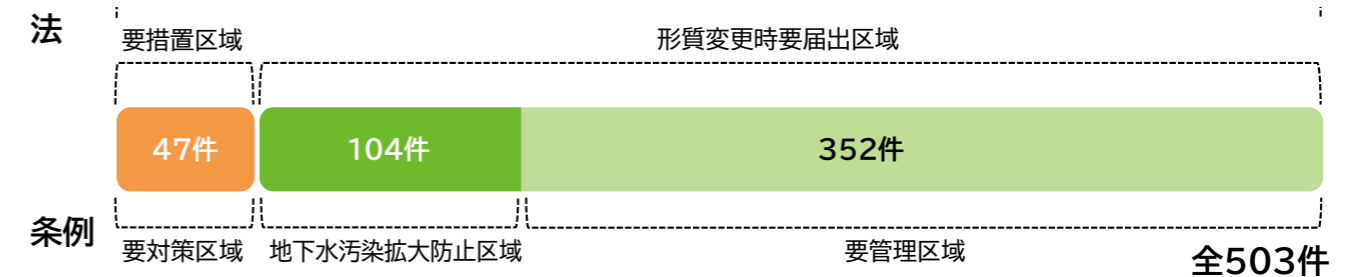 法
要措置区域
形質変更時要届出区域
47件
104件
352件
条例
要対策区域
地下水汚染拡大防止区域
要管理区域
全503件